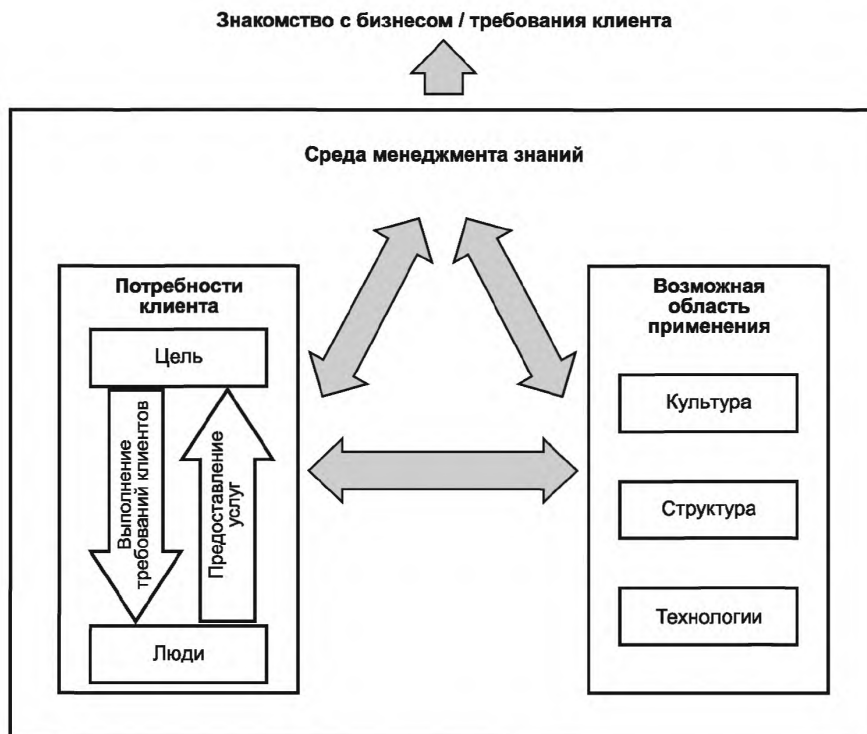 Знакомство с бизнесом / требования клиента
Среда менеджмента знаний
Потребности
клиента
Цель
Выполнение
требований клиентов
Предоставление
услуг
Люди
Возможная
область
применения
Культура
Структура
Технологии